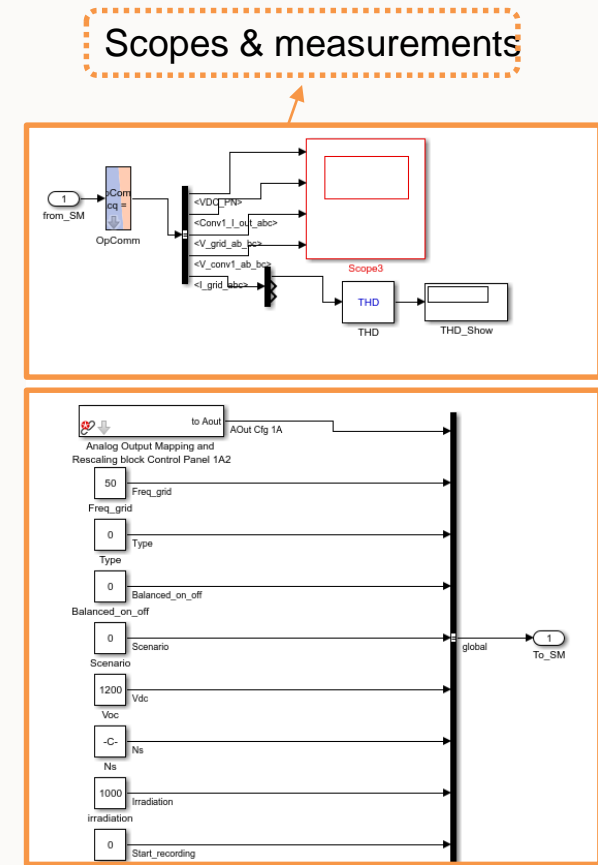 Scopes & measurements
1
from_SM
cq =
OpComm
<VDC_PN>
<Conv1_I_out_abc>
<V_grid_ab_bc>
<V_conv1_ab_bc>
<I_grid_abc>
Scope3
THD
THD
THD_Show
to Aout
AOut Cfg 1A
Analog Output Mapping and
Rescaling block Control Panel 1A2
50
Freq_grid
Freq_grid
0
Type
Type
0
Balanced_on_off
Balanced_on_off
0
Scenario
Scenario
global
1
To_SM
1200
Vdc
Voc
-C-
Ns
Ns
1000
Irradiation
irradiation
0
Start_recording